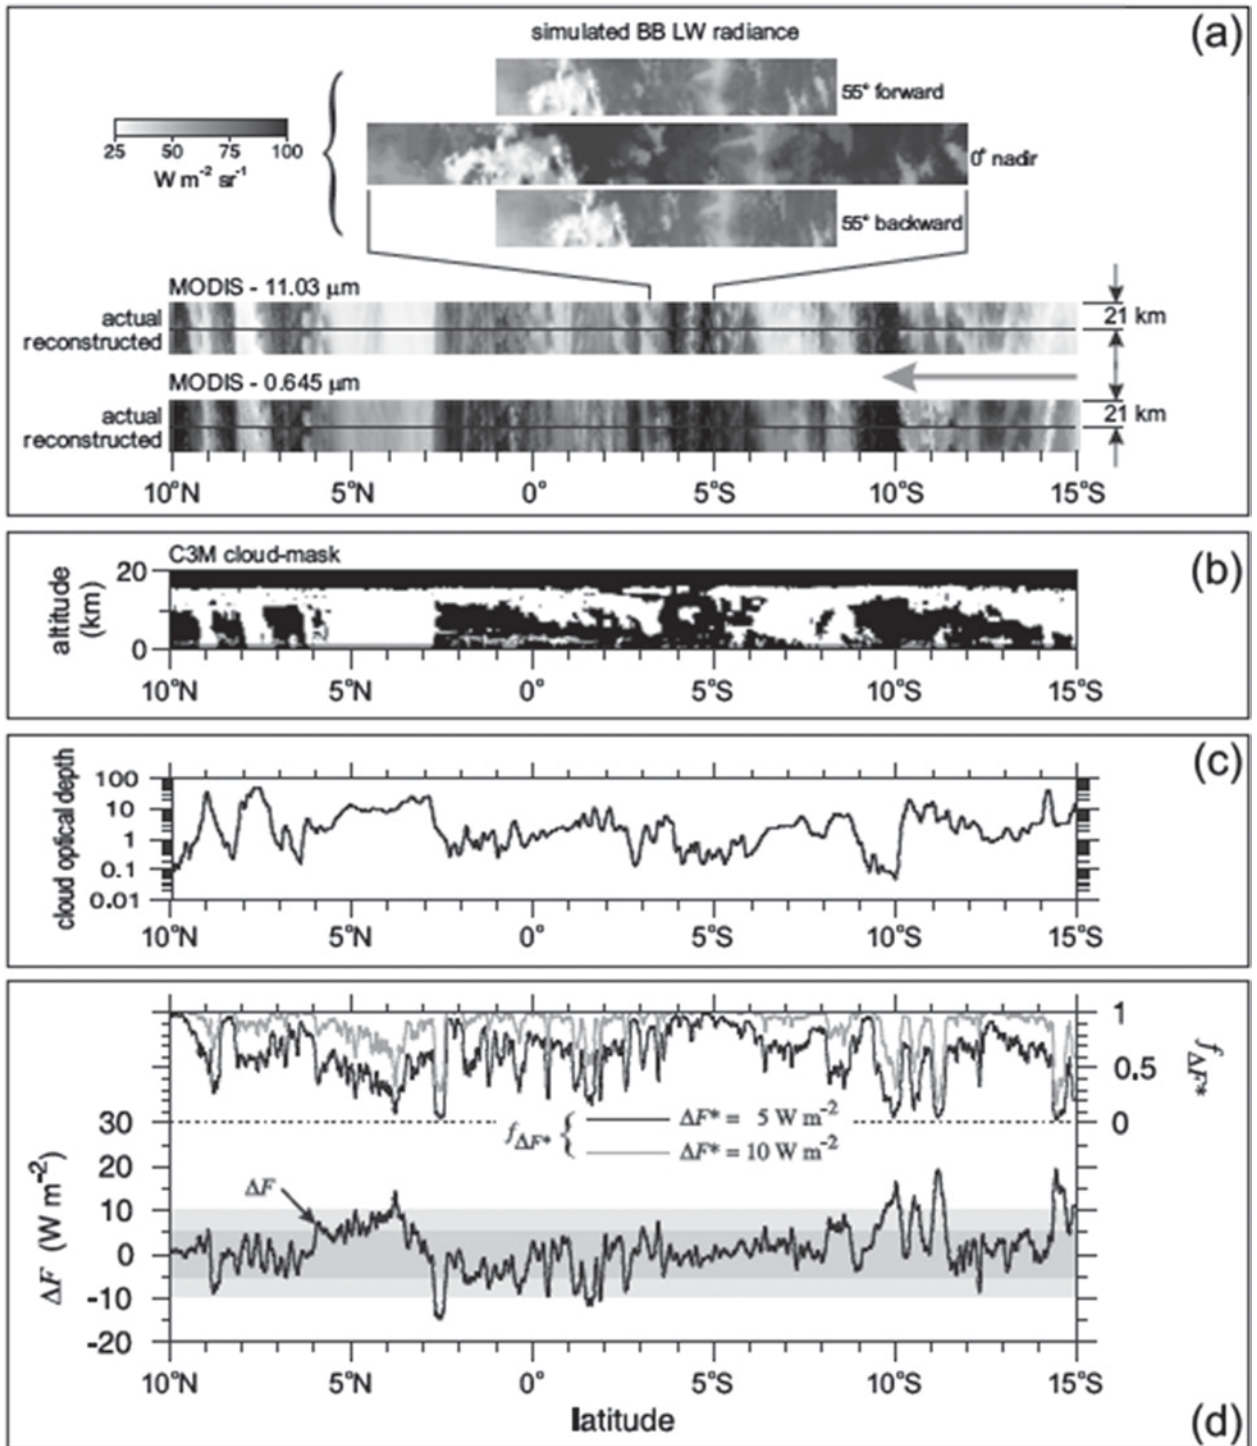 (a)
simulated BB LW radiance
55° forward
25 50 75 100
W m⁻² sr⁻¹
0° nadir
55° backward
MODIS - 11.03 μm
actual
reconstructed
21 km
MODIS - 0.645 μm
actual
reconstructed
21 km
10°N 5°N 0° 5°S 10°S 15°S
(b)
C3M cloud-mask
altitude
(km)
20
0
10°N 5°N 0° 5°S 10°S 15°S
(c)
cloud optical depth
100
10
1
0.1
0.01
10°N 5°N 0° 5°S 10°S 15°S
1
0.5
0
f ΔF*
f ΔF* { ΔF* = 5 W m⁻²
ΔF* = 10 W m⁻²
ΔF
ΔF (W m⁻²)
30
20
10
0
-10
-20
10°N 5°N 0° 5°S 10°S 15°S
latitude
(d)